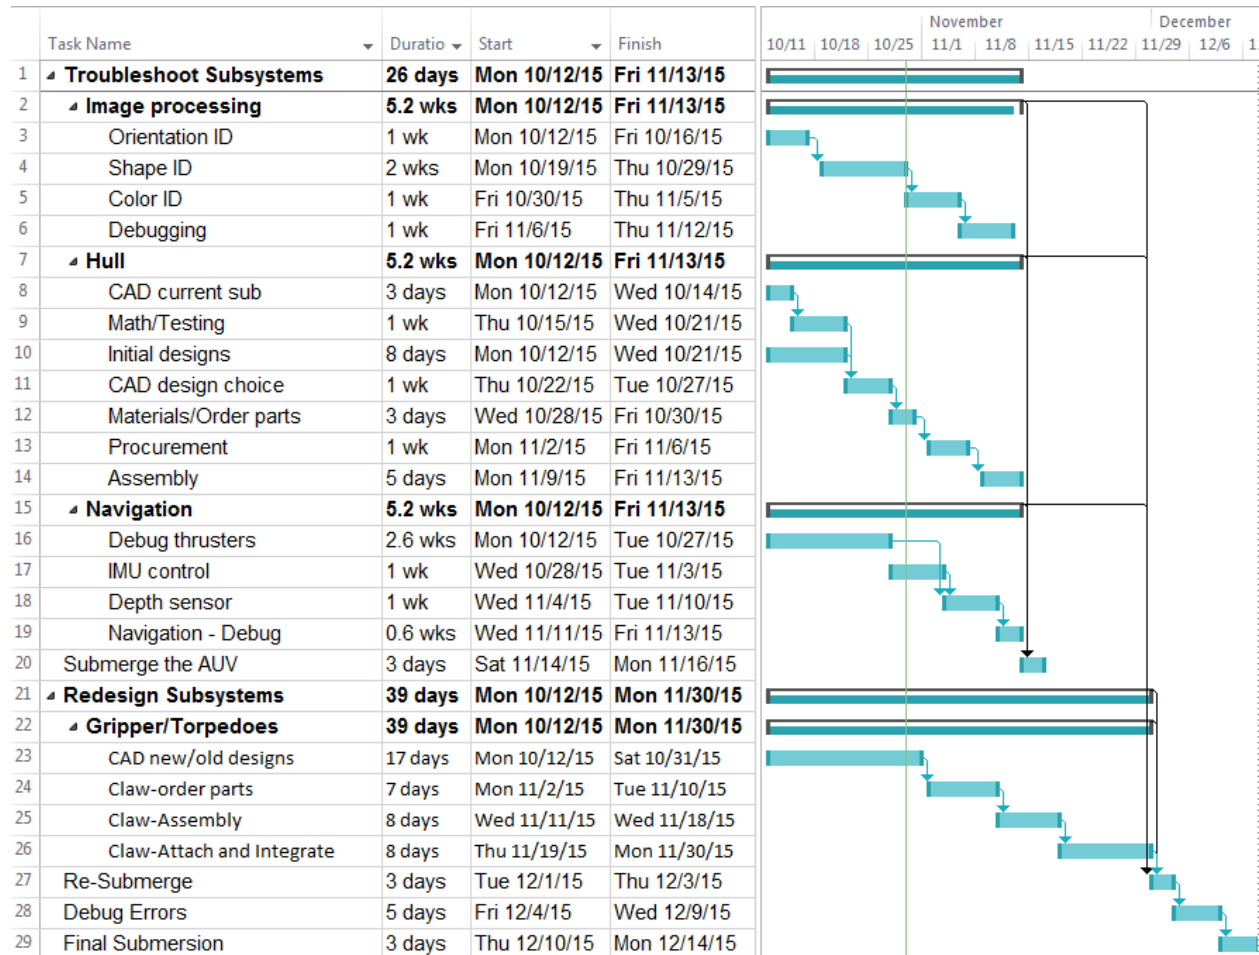 November December
Task Name Duratio Start Finish 10/11 10/18 10/25 11/1 11/8 11/15 11/22 11/29 12/6
1 Troubleshoot Subsystems 26 days Mon 10/12/15 Fri 11/13/15
2 Image processing 5.2 wks Mon 10/12/15 Fri 11/13/15
3 Orientation ID 1 wk Mon 10/12/15 Fri 10/16/15
4 Shape ID 2 wks Mon 10/19/15 Thu 10/29/15
5 Color ID 1 wk Fri 10/30/15 Thu 11/5/15
6 Debugging 1 wk Fri 11/6/15 Thu 11/12/15
7 Hull 5.2 wks Mon 10/12/15 Fri 11/13/15
8 CAD current sub 3 days Mon 10/12/15 Wed 10/14/15
9 Math/Testing 1 wk Thu 10/15/15 Wed 10/21/15
10 Initial designs 8 days Mon 10/12/15 Wed 10/21/15
11 CAD design choice 1 wk Thu 10/22/15 Tue 10/27/15
12 Materials/Order parts 3 days Wed 10/28/15 Fri 10/30/15
13 Procurement 1 wk Mon 11/2/15 Fri 11/6/15
14 Assembly 5 days Mon 11/9/15 Fri 11/13/15
15 Navigation 5.2 wks Mon 10/12/15 Fri 11/13/15
16 Debug thrusters 2.6 wks Mon 10/12/15 Tue 10/27/15
17 IMU control 1 wk Wed 10/28/15 Tue 11/3/15
18 Depth sensor 1 wk Wed 11/4/15 Tue 11/10/15
19 Navigation - Debug 0.6 wks Wed 11/11/15 Fri 11/13/15
20 Submerge the AUV 3 days Sat 11/14/15 Mon 11/16/15
21 Redesign Subsystems 39 days Mon 10/12/15 Mon 11/30/15
22 Gripper/Torpedoes 39 days Mon 10/12/15 Mon 11/30/15
23 CAD new/old designs 17 days Mon 10/12/15 Sat 10/31/15
24 Claw-order parts 7 days Mon 11/2/15 Tue 11/10/15
25 Claw-Assembly 8 days Wed 11/11/15 Wed 11/18/15
26 Claw-Attach and Integrate 8 days Thu 11/19/15 Mon 11/30/15
27 Re-Submerge 3 days Tue 12/1/15 Thu 12/3/15
28 Debug Errors 5 days Fri 12/4/15 Wed 12/9/15
29 Final Submersion 3 days Thu 12/10/15 Mon 12/14/15